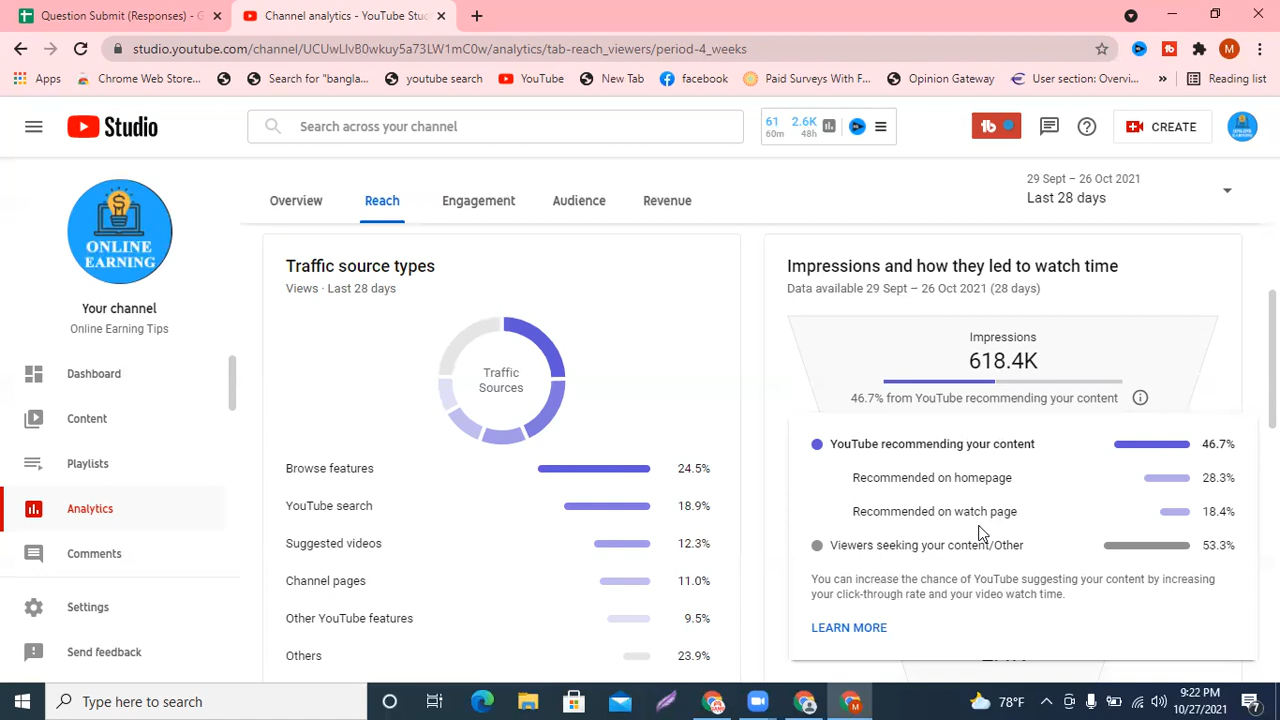 Question Submit (Responses) - G
Channel analytics - YouTube Stu
studio.youtube.com/channel/UCUwLlvB0wkuy5a73LW1mC0w/analytics/tab-reach_viewers/period-4_weeks
M
Apps
Chrome Web Store...
Search for "bangla...
youtube search
YouTube
New Tab
facebook
Paid Surveys With F...
Opinion Gateway
User section: Overvi...
»
Reading list
Studio
Search across your channel
61
60m
2.6K
48h
tb
CREATE
ONLINE
EARNING
Your channel
Online Earning Tips
Dashboard
Content
Playlists
Analytics
Comments
Settings
Send feedback
Overview
Reach
Engagement
Audience
Revenue
29 Sept – 26 Oct 2021
Last 28 days
Traffic source types
Views · Last 28 days
Traffic
Sources
Browse features 24.5%
YouTube search 18.9%
Suggested videos 12.3%
Channel pages 11.0%
Other YouTube features 9.5%
Others 23.9%
Impressions and how they led to watch time
Data available 29 Sept – 26 Oct 2021 (28 days)
Impressions
618.4K
46.7% from YouTube recommending your content
YouTube recommending your content 46.7%
Recommended on homepage 28.3%
Recommended on watch page 18.4%
Viewers seeking your content/Other 53.3%
You can increase the chance of YouTube suggesting your content by increasing
your click-through rate and your video watch time.
LEARN MORE
Type here to search
M
78°F
9:22 PM
10/27/2021
7